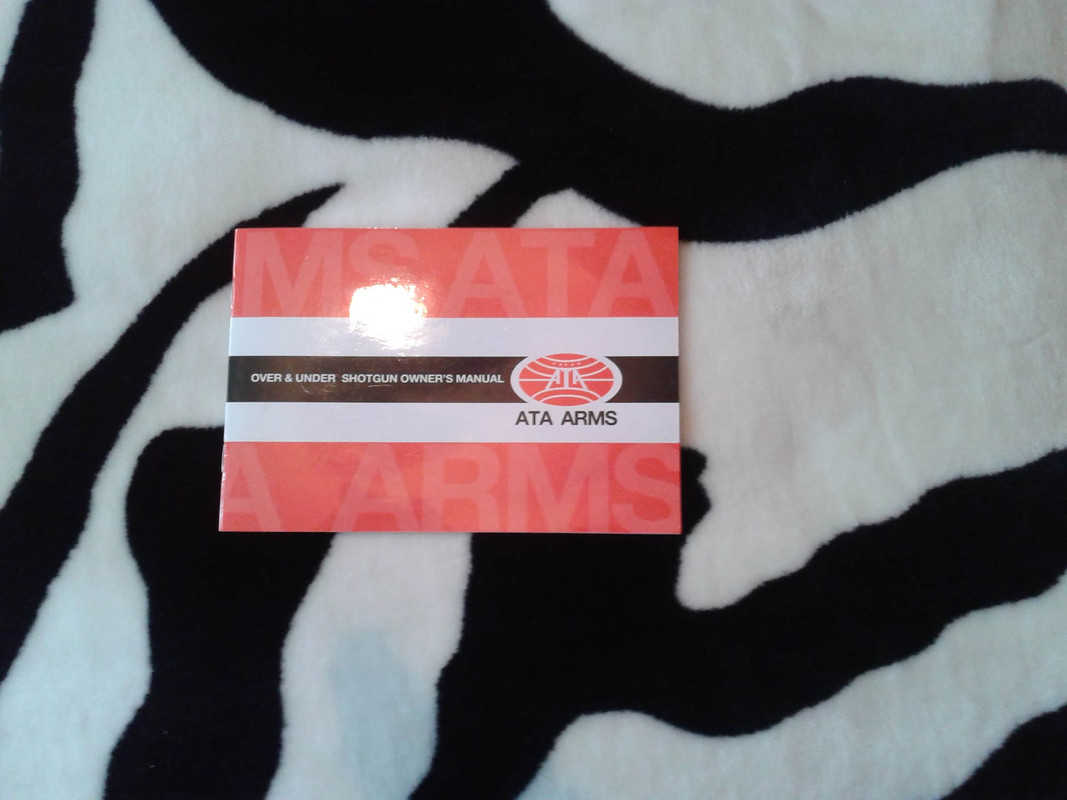 MS ATA
OVER & UNDER SHOTGUN OWNER'S MANUAL
ATA
ATA ARMS
A ARMS